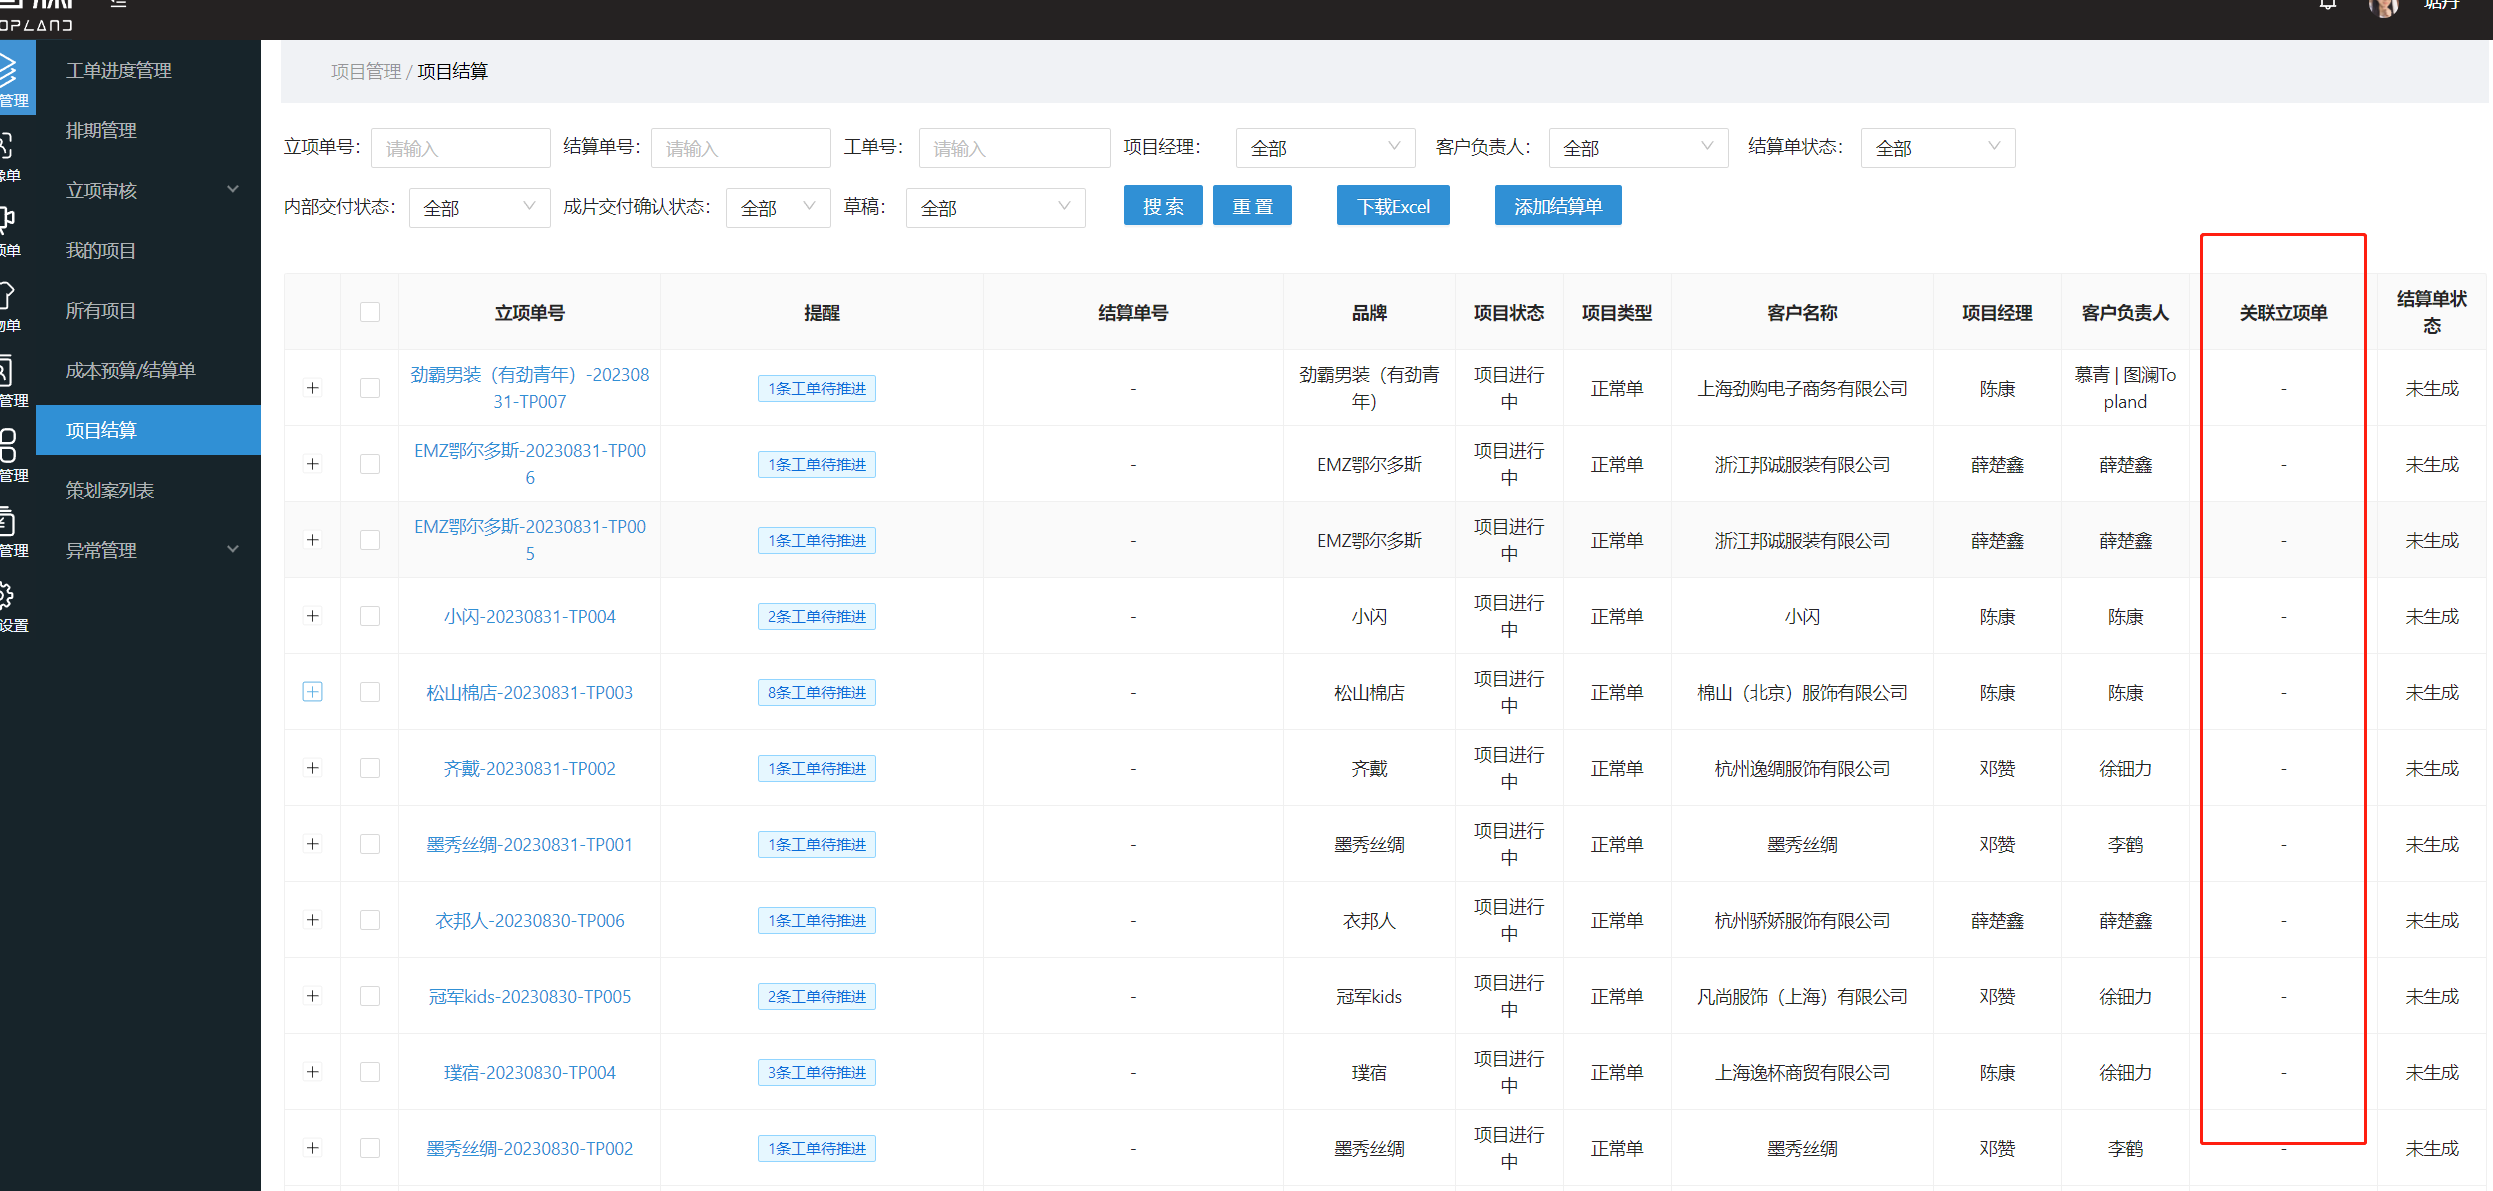 项目管理 / 项目结算
工单进度管理
排期管理
立项审核
我的项目
所有项目
成本预算/结算单
项目结算
策划案列表
异常管理
管理
像单
频单
物单
管理
管理
管理
设置
立项单号: 请输入 结算单号: 请输入 工单号: 请输入 项目经理: 全部 客户负责人: 全部 结算单状态: 全部
内部交付状态: 全部 成片交付确认状态: 全部 草稿: 全部 搜 索 重 置 下载Excel 添加结算单
立项单号 提醒 结算单号 品牌 项目状态 项目类型 客户名称 项目经理 客户负责人 关联立项单 结算单状态
劲霸男装（有劲青年）-20230831-TP007 1条工单待推进 - 劲霸男装（有劲青年） 项目进行中 正常单 上海劲购电子商务有限公司 陈康 慕青 | 图澜Topland - 未生成
EMZ鄂尔多斯-20230831-TP006 1条工单待推进 - EMZ鄂尔多斯 项目进行中 正常单 浙江邦诚服装有限公司 薛楚鑫 薛楚鑫 - 未生成
EMZ鄂尔多斯-20230831-TP005 1条工单待推进 - EMZ鄂尔多斯 项目进行中 正常单 浙江邦诚服装有限公司 薛楚鑫 薛楚鑫 - 未生成
小闪-20230831-TP004 2条工单待推进 - 小闪 项目进行中 正常单 小闪 陈康 陈康 - 未生成
松山棉店-20230831-TP003 8条工单待推进 - 松山棉店 项目进行中 正常单 棉山（北京）服饰有限公司 陈康 陈康 - 未生成
齐戴-20230831-TP002 1条工单待推进 - 齐戴 项目进行中 正常单 杭州逸绸服饰有限公司 邓赞 徐钿力 - 未生成
墨秀丝绸-20230831-TP001 1条工单待推进 - 墨秀丝绸 项目进行中 正常单 墨秀丝绸 邓赞 李鹤 - 未生成
衣邦人-20230830-TP006 1条工单待推进 - 衣邦人 项目进行中 正常单 杭州骄娇服饰有限公司 薛楚鑫 薛楚鑫 - 未生成
冠军kids-20230830-TP005 2条工单待推进 - 冠军kids 项目进行中 正常单 凡尚服饰（上海）有限公司 邓赞 徐钿力 - 未生成
璞宿-20230830-TP004 3条工单待推进 - 璞宿 项目进行中 正常单 上海逸杯商贸有限公司 陈康 徐钿力 - 未生成
墨秀丝绸-20230830-TP002 1条工单待推进 - 墨秀丝绸 项目进行中 正常单 墨秀丝绸 邓赞 李鹤 - 未生成